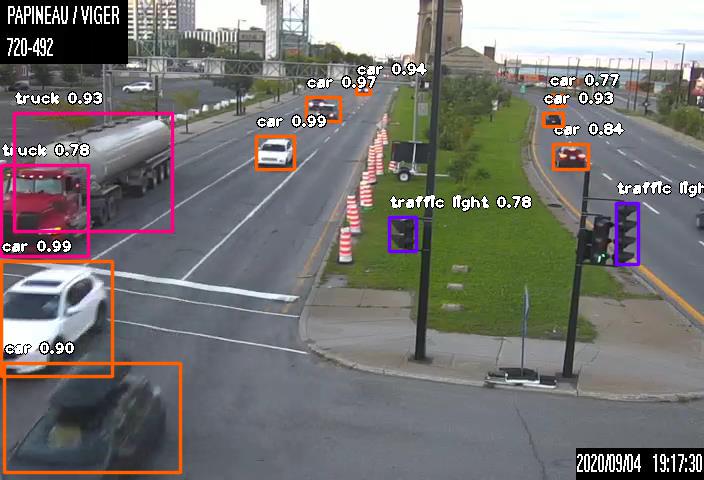 PAPINEAU / VIGER
720-492
car 0.94
car 0.97
car 0.77
car 0.93
truck 0.93
car 0.99
car 0.84
truck 0.78
traffic light 0.78
traffic ligh
car 0.99
car 0.90
2020/09/04 19:17:30